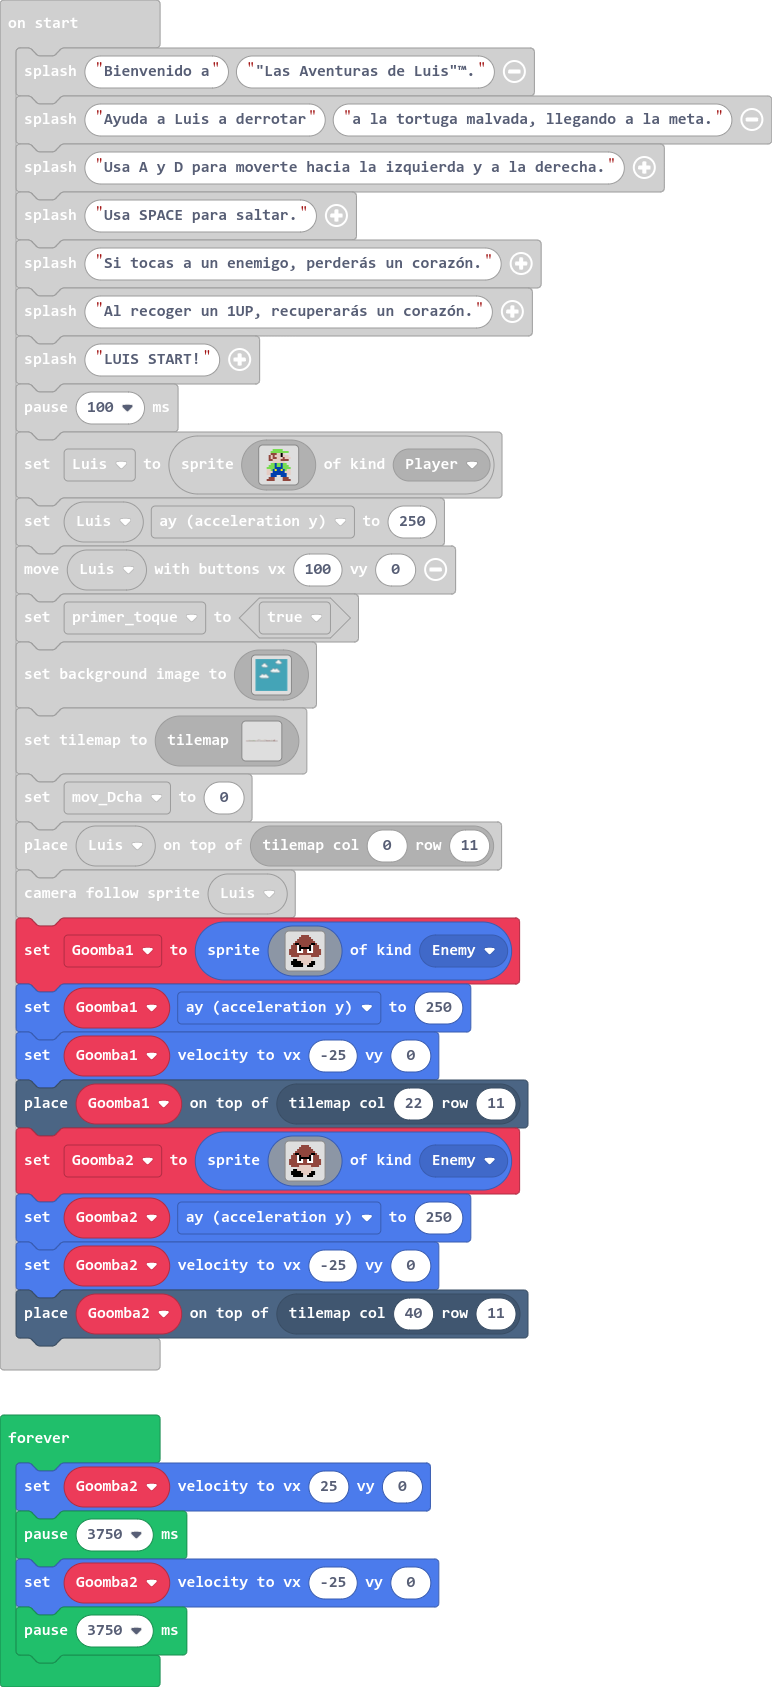 on start
splash "Bienvenido a" ""Las Aventuras de Luis"™."
splash "Ayuda a Luis a derrotar" "a la tortuga malvada, llegando a la meta."
splash "Usa A y D para moverte hacia la izquierda y a la derecha."
splash "Usa SPACE para saltar."
splash "Si tocas a un enemigo, perderás un corazón."
splash "Al recoger un 1UP, recuperarás un corazón."
splash "LUIS START!"
pause 100 ms
set Luis to sprite of kind Player
set Luis ay (acceleration y) to 250
move Luis with buttons vx 100 vy 0
set primer_toque to true
set background image to
set tilemap to tilemap
set mov_Dcha to 0
place Luis on top of tilemap col 0 row 11
camera follow sprite Luis
set Goomba1 to sprite of kind Enemy
set Goomba1 ay (acceleration y) to 250
set Goomba1 velocity to vx -25 vy 0
place Goomba1 on top of tilemap col 22 row 11
set Goomba2 to sprite of kind Enemy
set Goomba2 ay (acceleration y) to 250
set Goomba2 velocity to vx -25 vy 0
place Goomba2 on top of tilemap col 40 row 11
forever
set Goomba2 velocity to vx 25 vy 0
pause 3750 ms
set Goomba2 velocity to vx -25 vy 0
pause 3750 ms